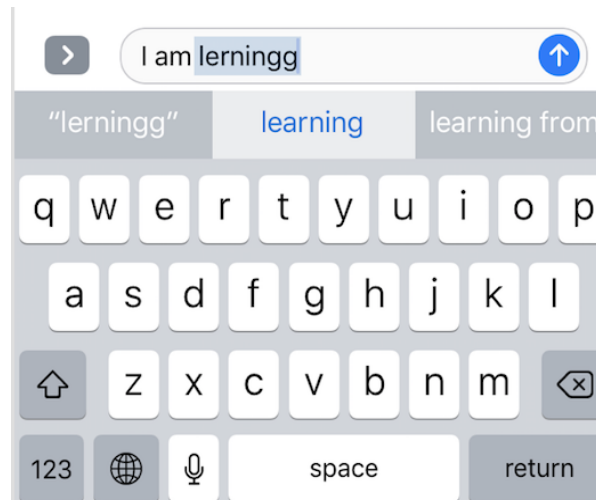 I am lerningg
“lerningg” learning learning from
q w e r t y u i o p
a s d f g h j k l
z x c v b n m
123 space return